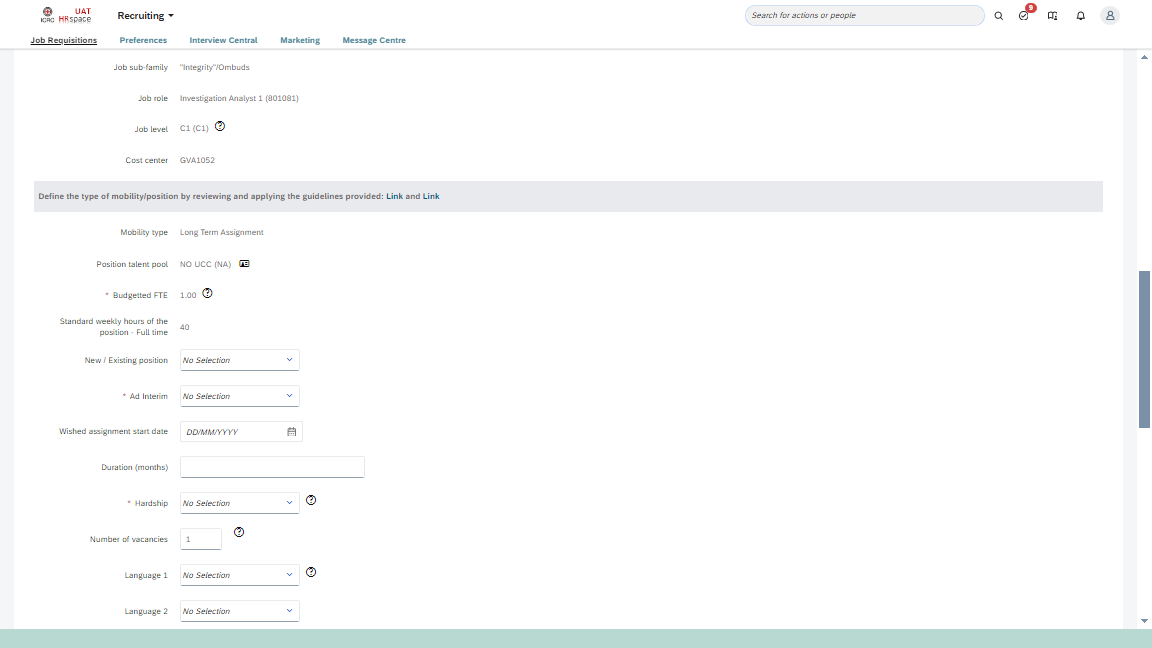 ICRC UAT HRspace
Recruiting
Search for actions or people
9
Job Requisitions Preferences Interview Central Marketing Message Centre
Job sub-family "Integrity"/Ombuds
Job role Investigation Analyst 1 (801081)
Job level C1 (C1) ?
Cost center GVA1052
Define the type of mobility/position by reviewing and applying the guidelines provided: Link and Link
Mobility type Long Term Assignment
Position talent pool NO UCC (NA)
* Budgetted FTE 1.00 ?
Standard weekly hours of the
position - Full time 40
New / Existing position No Selection
* Ad Interim No Selection
Wished assignment start date DD/MM/YYYY
Duration (months)
* Hardship No Selection ?
Number of vacancies 1 ?
Language 1 No Selection ?
Language 2 No Selection